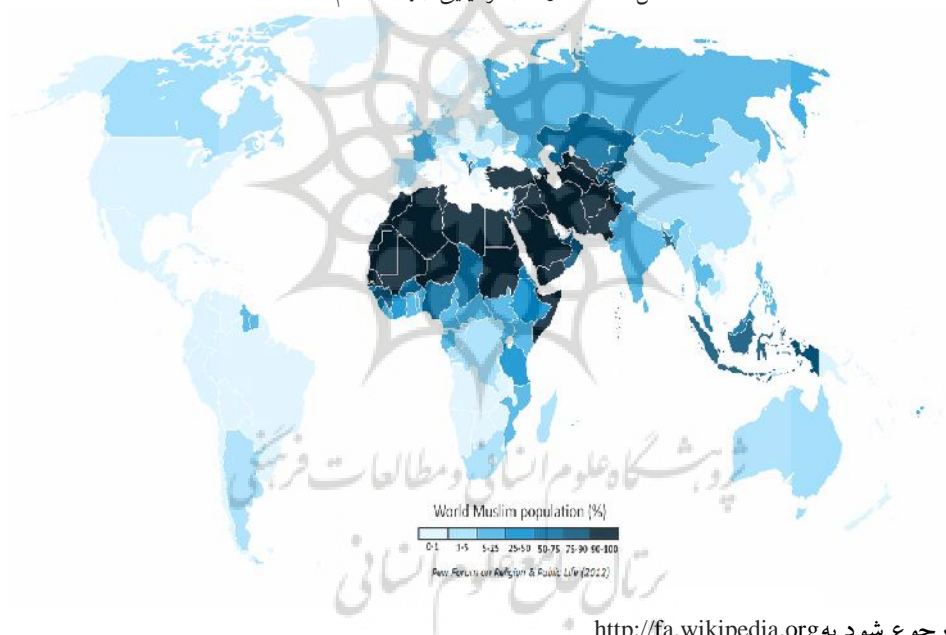 World Muslim population (%)
0-1 1-5 5-25 25-50 50-75 75-90 90-100
Pew Forum on Religion & Public Life (2012)
پژوهشگاه علوم انسانی و مطالعات فرهنگی
پرتال جامع علوم انسانی
رجوع شود به http://fa.wikipedia.org